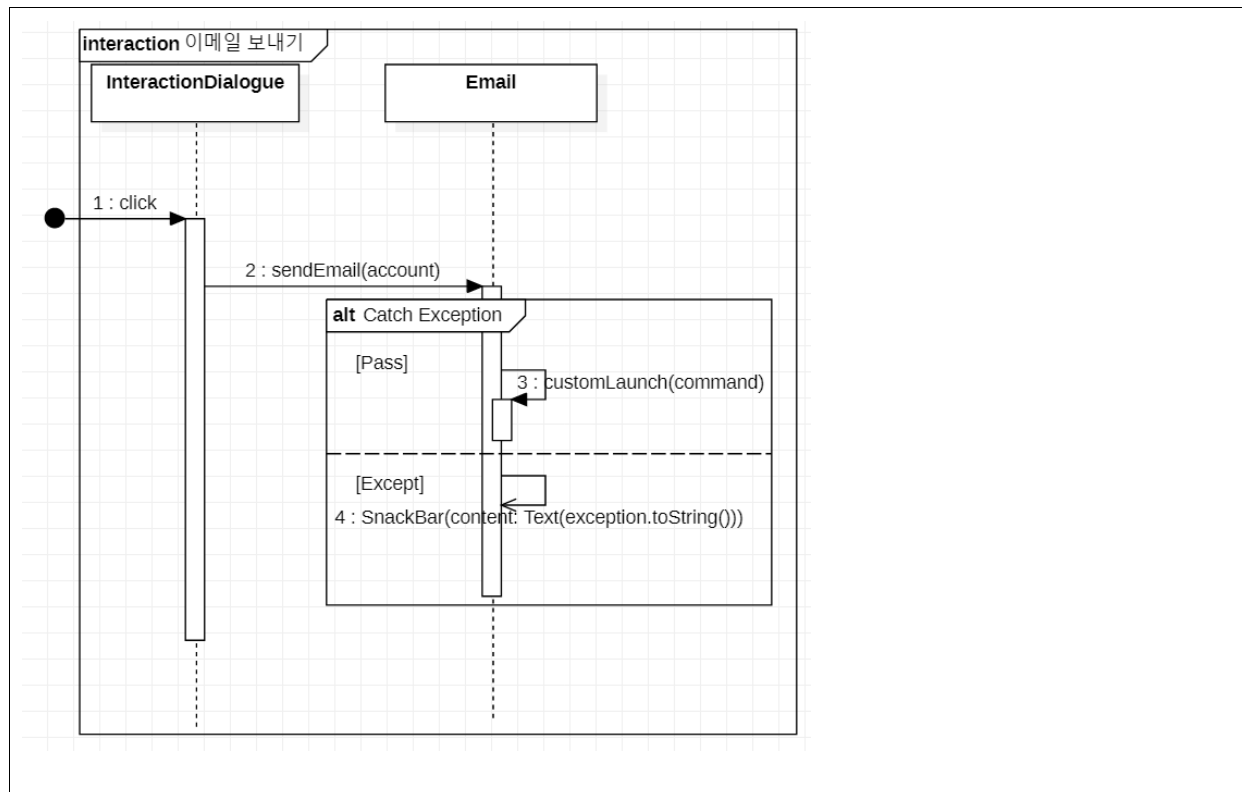 interaction 이메일 보내기
InteractionDialogue
Email
1 : click
2 : sendEmail(account)
alt Catch Exception
[Pass]
3 : customLaunch(command)
[Except]
4 : SnackBar(content: Text(exception.toString()))